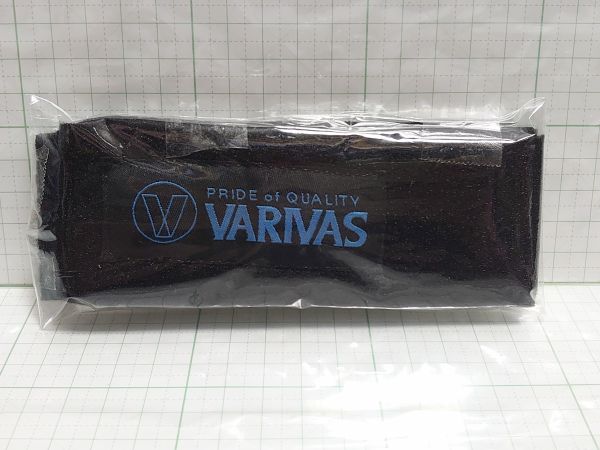 W
PRIDE of QUALITY
VARIVAS